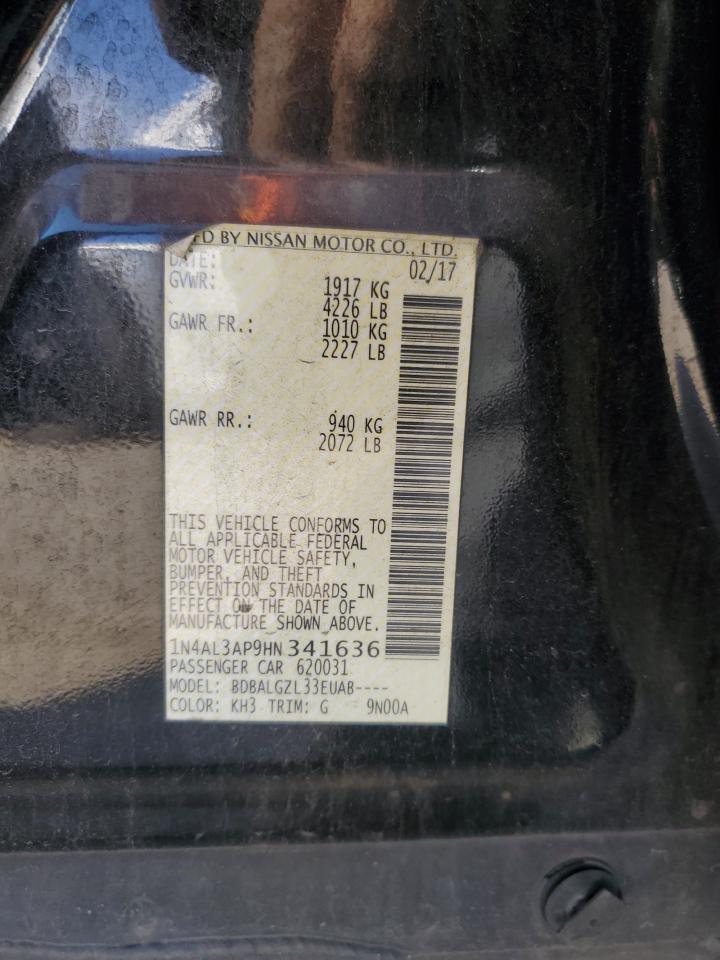 FD BY NISSAN MOTOR CO., LTD.
DATE: 02/17
GVWR: 1917 KG
4226 LB
GAWR FR.: 1010 KG
2227 LB
GAWR RR.: 940 KG
2072 LB
THIS VEHICLE CONFORMS TO
ALL APPLICABLE FEDERAL
MOTOR VEHICLE SAFETY,
BUMPER, AND THEFT
PREVENTION STANDARDS IN
EFFECT ON THE DATE OF
MANUFACTURE SHOWN ABOVE.
1N4AL3AP9HN341636
PASSENGER CAR 620031
MODEL: BDBALGZL33EUAB----
COLOR: KH3 TRIM: G 9N00A